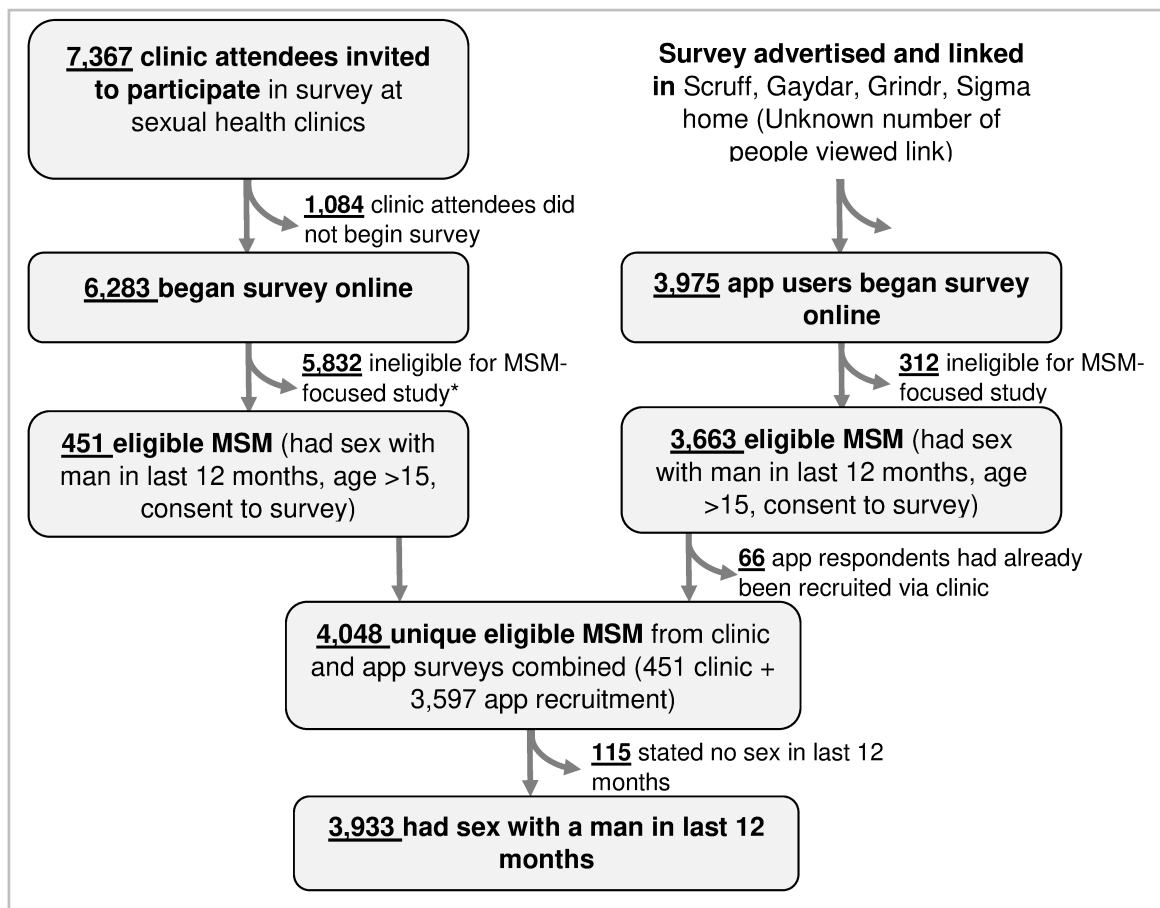 7,367 clinic attendees invited
to participate in survey at
sexual health clinics
Survey advertised and linked
in Scruff, Gaydar, Grindr, Sigma
home (Unknown number of
people viewed link)
1,084 clinic attendees did
not begin survey
6,283 began survey online
3,975 app users began survey
online
5,832 ineligible for MSM-
focused study*
312 ineligible for MSM-
focused study
451 eligible MSM (had sex with
man in last 12 months, age >15,
consent to survey)
3,663 eligible MSM (had sex
with man in last 12 months, age
>15, consent to survey)
66 app respondents had already
been recruited via clinic
4,048 unique eligible MSM from clinic
and app surveys combined (451 clinic +
3,597 app recruitment)
115 stated no sex in last 12
months
3,933 had sex with a man in last 12
months